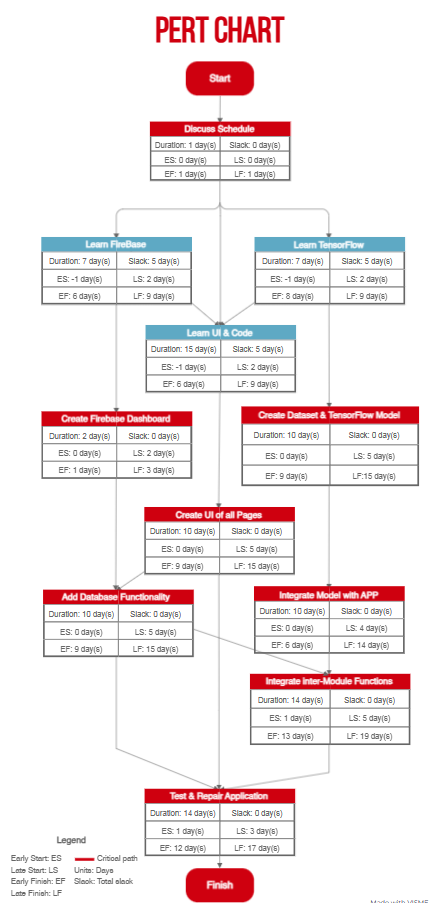 PERT CHART
Start
Discuss Schedule
Duration: 1 day(s) Slack: 0 day(s)
ES: 0 day(s) LS: 0 day(s)
EF: 1 day(s) LF: 1 day(s)
Learn FireBase
Duration: 7 day(s) Slack: 5 day(s)
ES: -1 day(s) LS: 2 day(s)
EF: 6 day(s) LF: 9 day(s)
Learn TensorFlow
Duration: 7 day(s) Slack: 5 day(s)
ES: -1 day(s) LS: 2 day(s)
EF: 8 day(s) LF: 9 day(s)
Learn UI & Code
Duration: 15 day(s) Slack: 5 day(s)
ES: -1 day(s) LS: 2 day(s)
EF: 6 day(s) LF: 9 day(s)
Create Firebase Dashboard
Duration: 2 day(s) Slack: 0 day(s)
ES: 0 day(s) LS: 2 day(s)
EF: 1 day(s) LF: 3 day(s)
Create Dataset & TensorFlow Model
Duration: 10 day(s) Slack: 0 day(s)
ES: 0 day(s) LS: 5 day(s)
EF: 9 day(s) LF:15 day(s)
Create UI of all Pages
Duration: 10 day(s) Slack: 0 day(s)
ES: 0 day(s) LS: 5 day(s)
EF: 9 day(s) LF: 15 day(s)
Add Database Functionality
Duration: 10 day(s) Slack: 0 day(s)
ES: 0 day(s) LS: 5 day(s)
EF: 9 day(s) LF: 15 day(s)
Integrate Model with APP
Duration: 10 day(s) Slack: 0 day(s)
ES: 0 day(s) LS: 4 day(s)
EF: 6 day(s) LF: 14 day(s)
Integrate Inter-Module Functions
Duration: 14 day(s) Slack: 0 day(s)
ES: 1 day(s) LS: 5 day(s)
EF: 13 day(s) LF: 19 day(s)
Test & Repair Application
Duration: 14 day(s) Slack: 0 day(s)
ES: 1 day(s) LS: 3 day(s)
EF: 12 day(s) LF: 17 day(s)
Finish
Legend
Early Start: ES Critical path
Late Start: LS Units: Days
Early Finish: EF Slack: Total slack
Late Finish: LF
Made with VISME